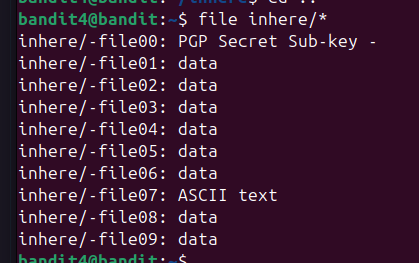 bandit4@bandit:~/inhere$ cd ..
bandit4@bandit:~$ file inhere/*
inhere/-file00: PGP Secret Sub-key -
inhere/-file01: data
inhere/-file02: data
inhere/-file03: data
inhere/-file04: data
inhere/-file05: data
inhere/-file06: data
inhere/-file07: ASCII text
inhere/-file08: data
inhere/-file09: data
bandit4@bandit:~$